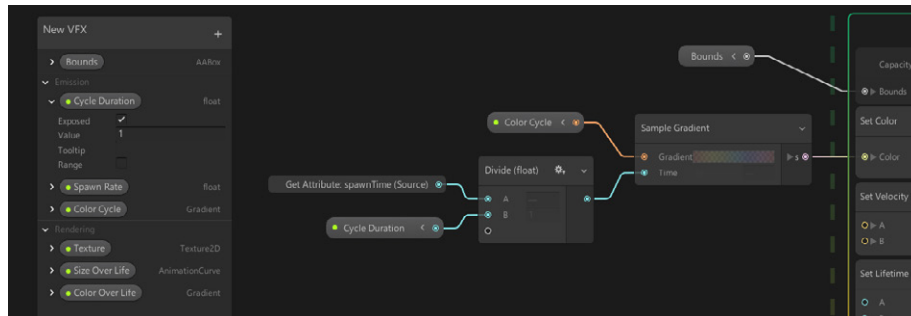 New VFX
+
Bounds AABox
Emission
Cycle Duration float
Exposed
Value 1
Tooltip
Range
Spawn Rate float
Color Cycle Gradient
Rendering
Texture Texture2D
Size Over Life AnimationCurve
Color Over Life Gradient
Bounds
Color Cycle
Get Attribute: spawnTime (Source)
Cycle Duration
Divide (float)
A
B
Sample Gradient
Gradient
Time
s
Capacity
Bounds
Set Color
Color
Set Velocity
A
B
Set Lifetime
A